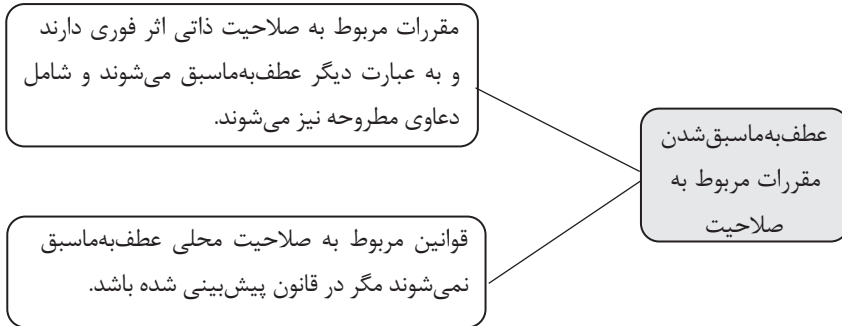 عطف‌به‌ماسبق‌شدن
مقررات مربوط به
صلاحیت
مقررات مربوط به صلاحیت ذاتی اثر فوری دارند
و به عبارت دیگر عطف‌به‌ماسبق می‌شوند و شامل
دعاوی مطروحه نیز می‌شوند.
قوانین مربوط به صلاحیت محلی عطف‌به‌ماسبق
نمی‌شوند مگر در قانون پیش‌بینی شده باشد.